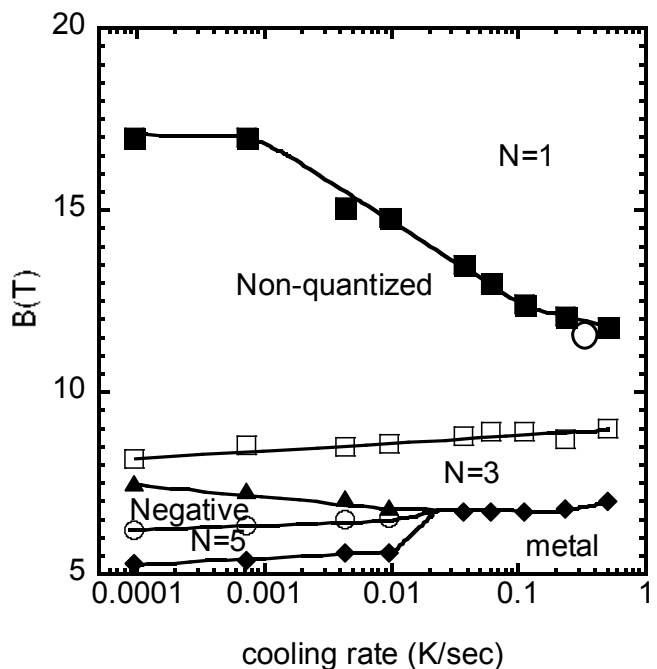 20
15
10
5
B(T)
N=1
Non-quantized
N=3
Negative
N=5
metal
0.0001
0.001
0.01
0.1
1
cooling rate (K/sec)